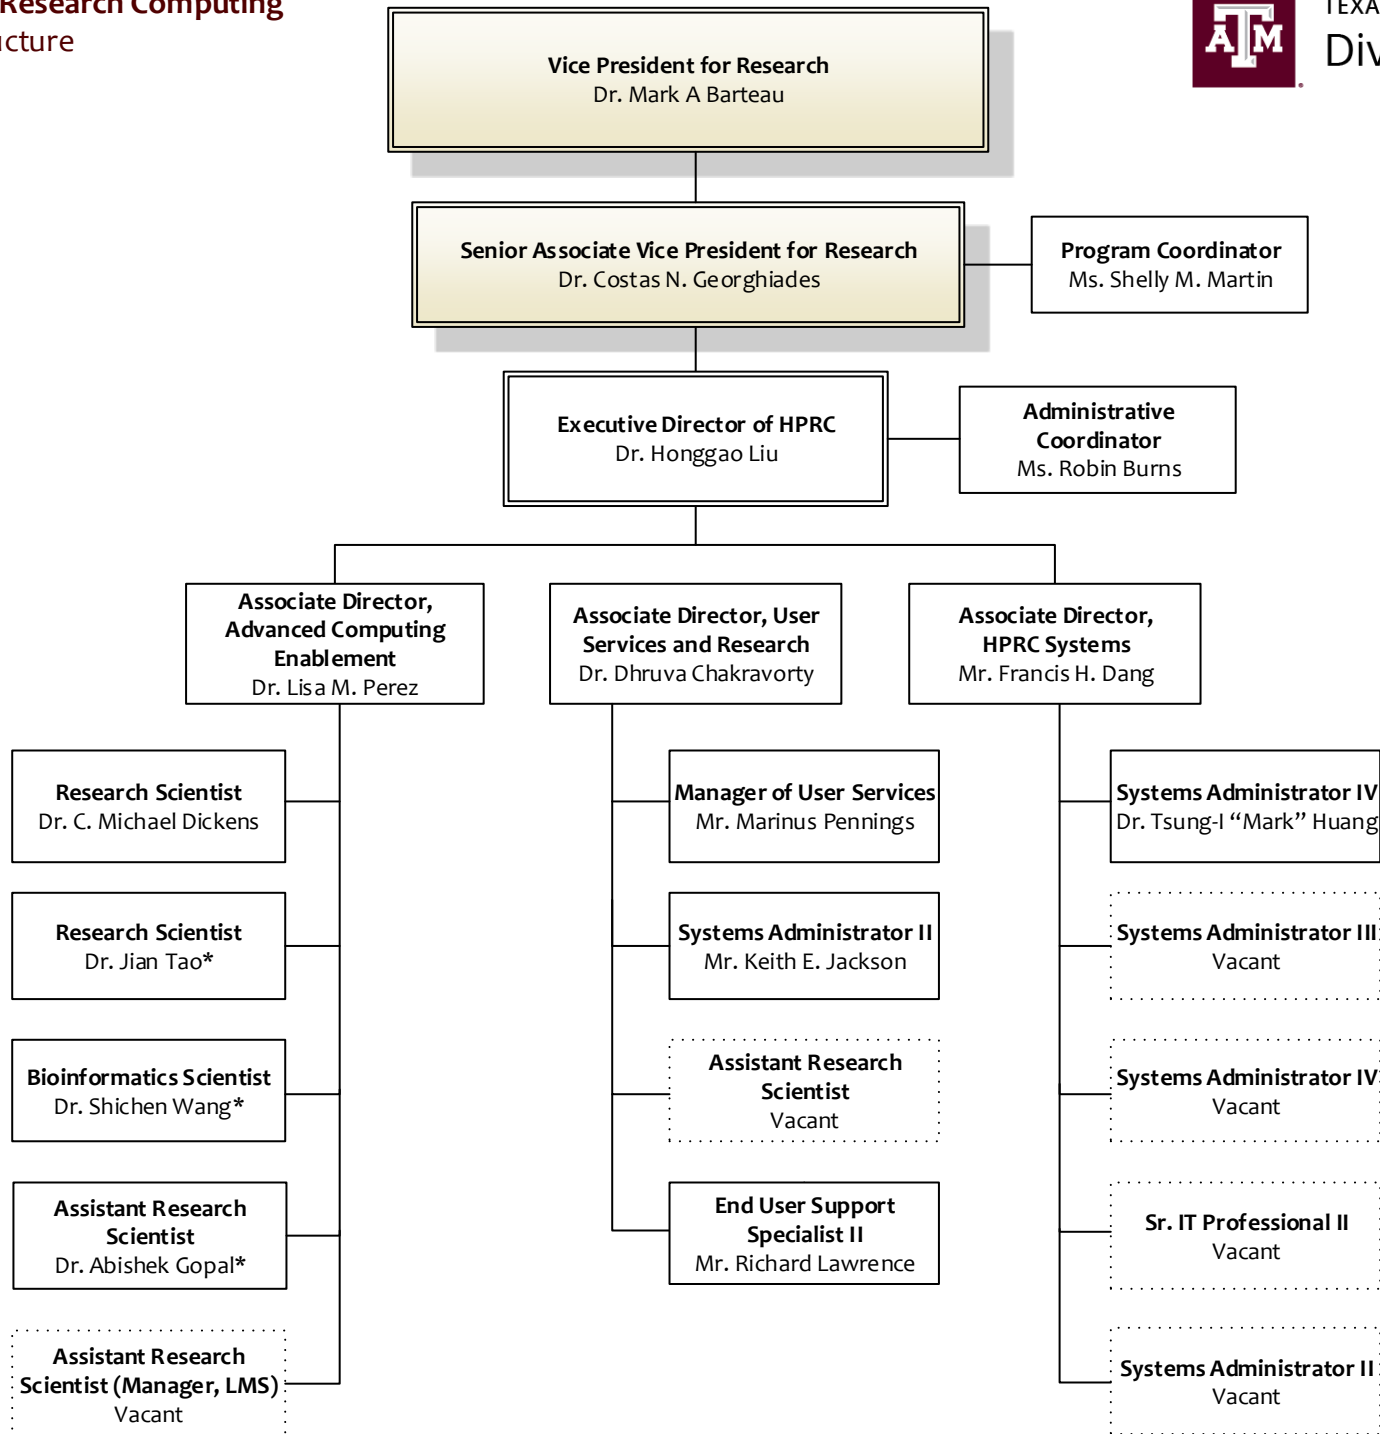 Research Computing
Vice President for Research
Dr. Mark A Barteau
Senior Associate Vice President for Research
Dr. Costas N. Georghiades
Program Coordinator
Ms. Shelly M. Martin
Executive Director of HPRC
Dr. Honggao Liu
Administrative
Coordinator
Ms. Robin Burns
Associate Director,
Advanced Computing
Enablement
Dr. Lisa M. Perez
Associate Director, User
Services and Research
Dr. Dhruva Chakravorty
Associate Director,
HPRC Systems
Mr. Francis H. Dang
Research Scientist
Dr. C. Michael Dickens
Research Scientist
Dr. Jian Tao*
Bioinformatics Scientist
Dr. Shichen Wang*
Assistant Research
Scientist
Dr. Abishek Gopal*
Assistant Research
Scientist (Manager, LMS)
Vacant
Manager of User Services
Mr. Marinus Pennings
Systems Administrator II
Mr. Keith E. Jackson
Assistant Research
Scientist
Vacant
End User Support
Specialist II
Mr. Richard Lawrence
Systems Administrator IV
Dr. Tsung-I “Mark” Huang
Systems Administrator III
Vacant
Systems Administrator IV
Vacant
Sr. IT Professional II
Vacant
Systems Administrator II
Vacant
ATM